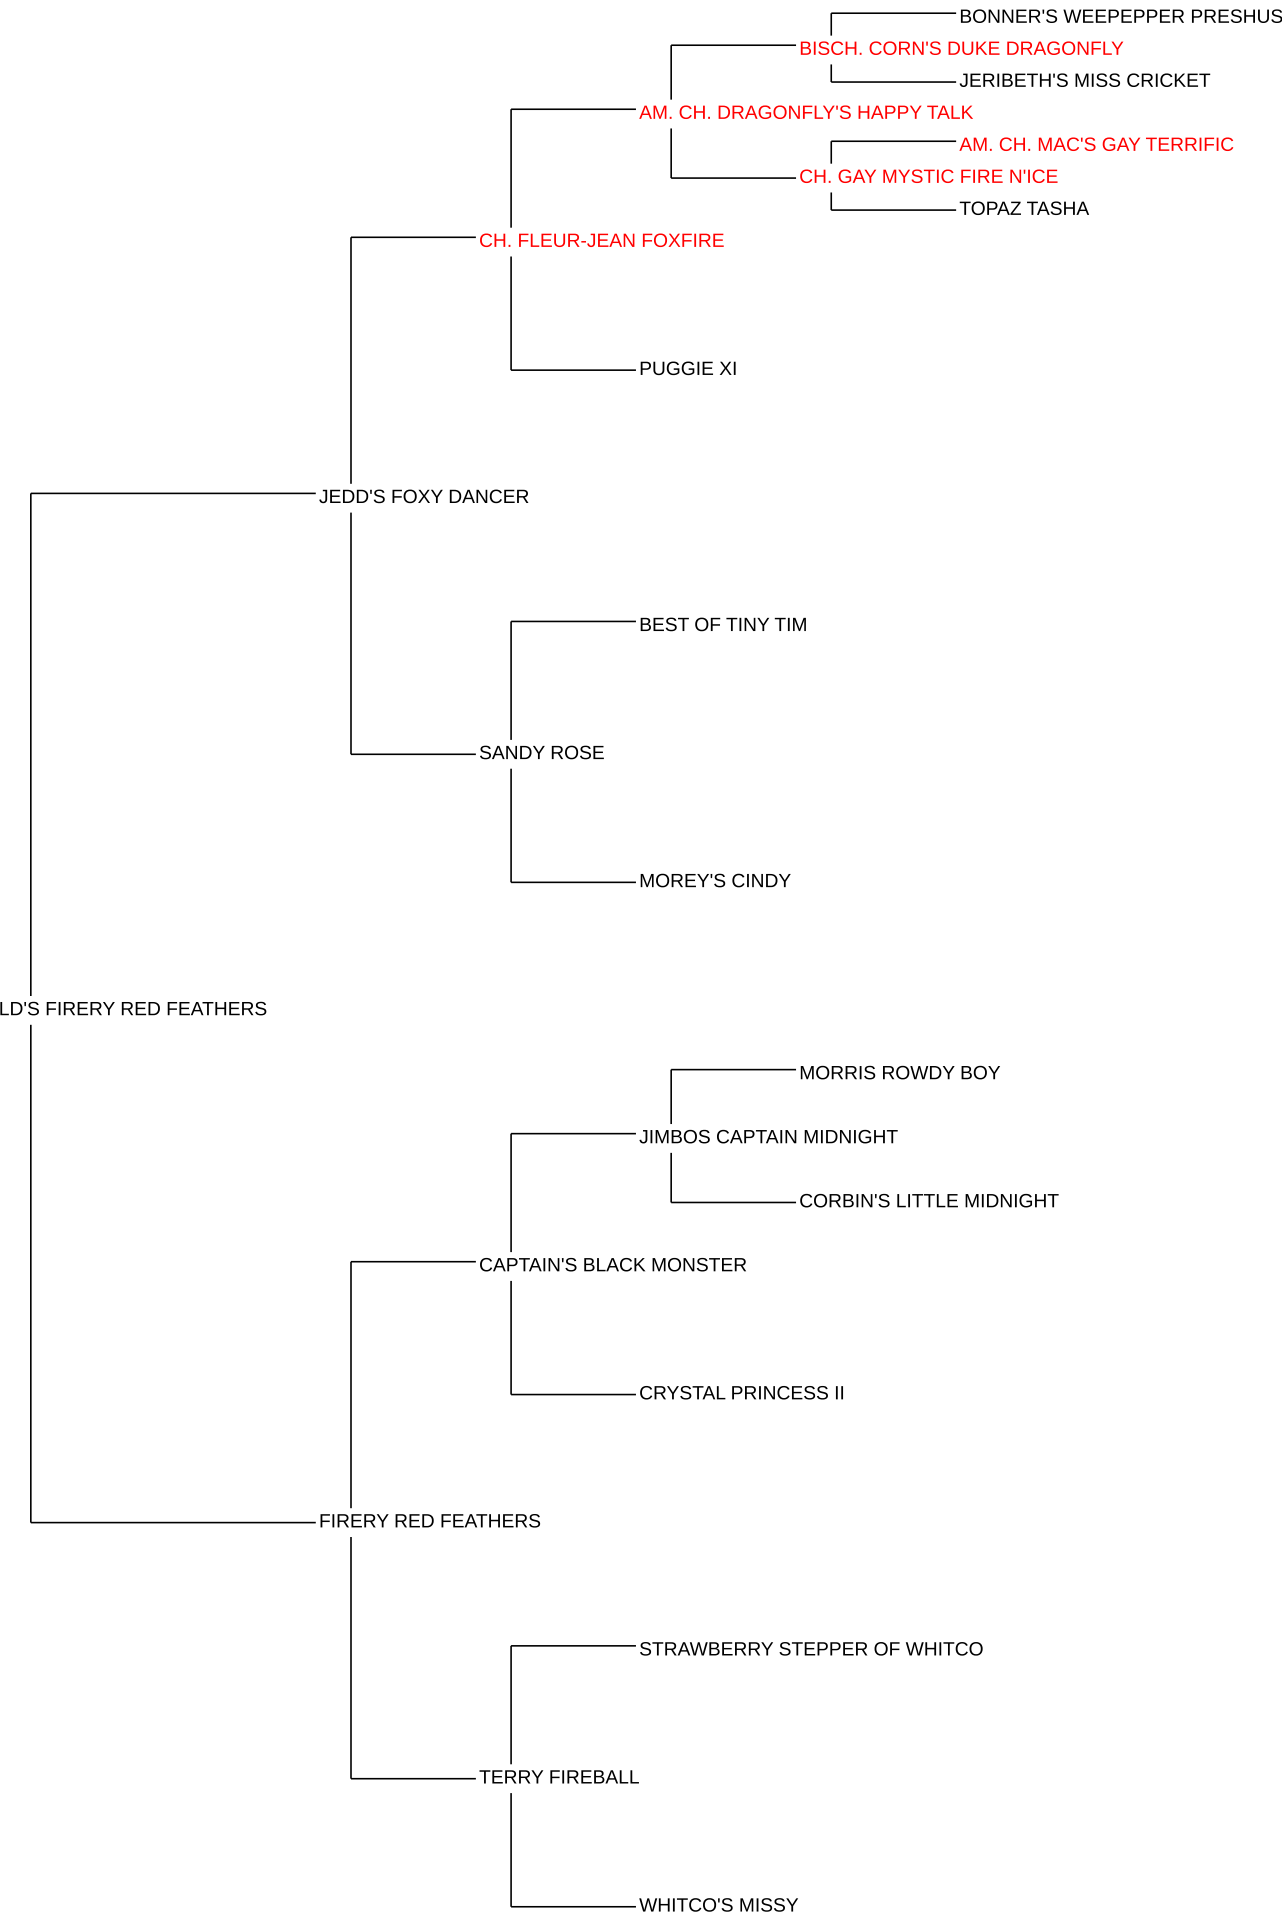 BONNER'S WEEPEPPER PRESHUS
BISCH. CORN'S DUKE DRAGONFLY
JERIBETH'S MISS CRICKET
AM. CH. DRAGONFLY'S HAPPY TALK
AM. CH. MAC'S GAY TERRIFIC
CH. GAY MYSTIC FIRE N'ICE
TOPAZ TASHA
CH. FLEUR-JEAN FOXFIRE
PUGGIE XI
JEDD'S FOXY DANCER
BEST OF TINY TIM
SANDY ROSE
MOREY'S CINDY
LD'S FIRERY RED FEATHERS
MORRIS ROWDY BOY
JIMBOS CAPTAIN MIDNIGHT
CORBIN'S LITTLE MIDNIGHT
CAPTAIN'S BLACK MONSTER
CRYSTAL PRINCESS II
FIRERY RED FEATHERS
STRAWBERRY STEPPER OF WHITCO
TERRY FIREBALL
WHITCO'S MISSY